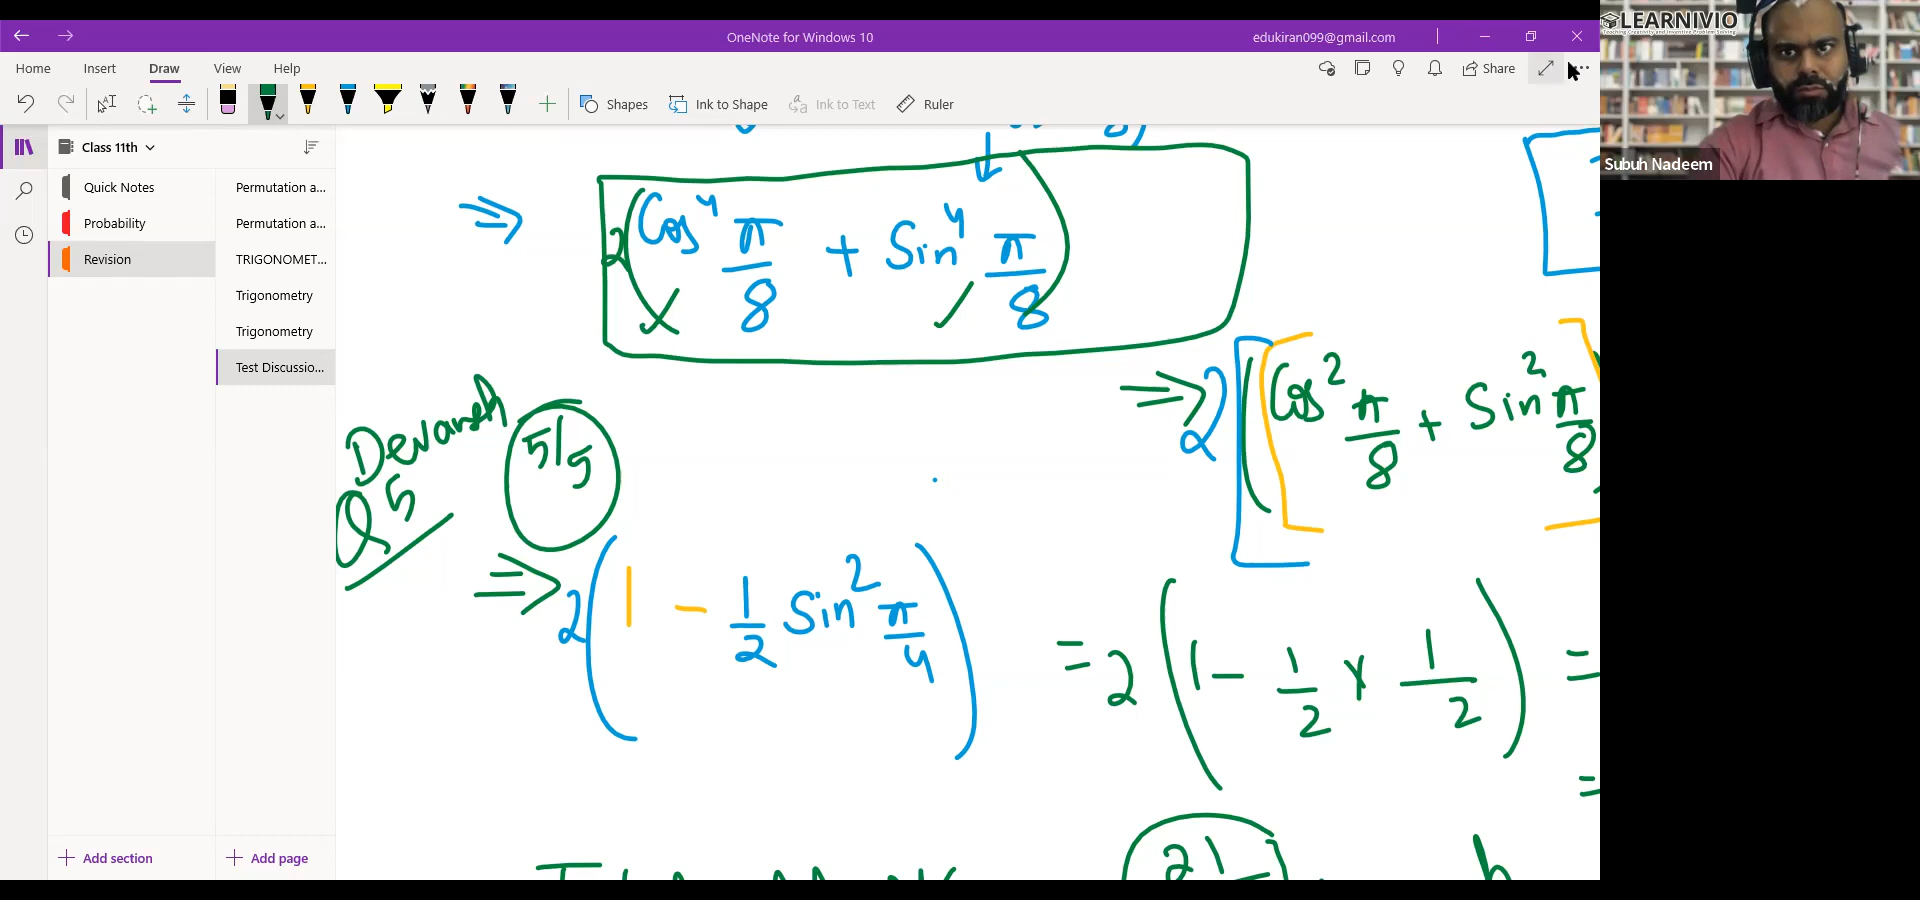 OneNote for Windows 10
edukiran099@gmail.com
LEARNIVIO
Home Insert Draw View Help
Share
Shapes Ink to Shape Ink to Text Ruler
Class 11th
Quick Notes
Probability
Revision
Permutation a...
Permutation a...
TRIGONOMET...
Trigonometry
Trigonometry
Test Discussio...
Add section
Add page
Subuh Nadeem
⇒ 2(Cos⁴ π/8 + Sin⁴ π/8)
⇒ 2[(Cos² π/8 + Sin² π/8
Devansh 5/5
Q5
⇒ 2(1 - 1/2 Sin² π/4) = 2(1 - 1/2 x 1/2) =
=
21